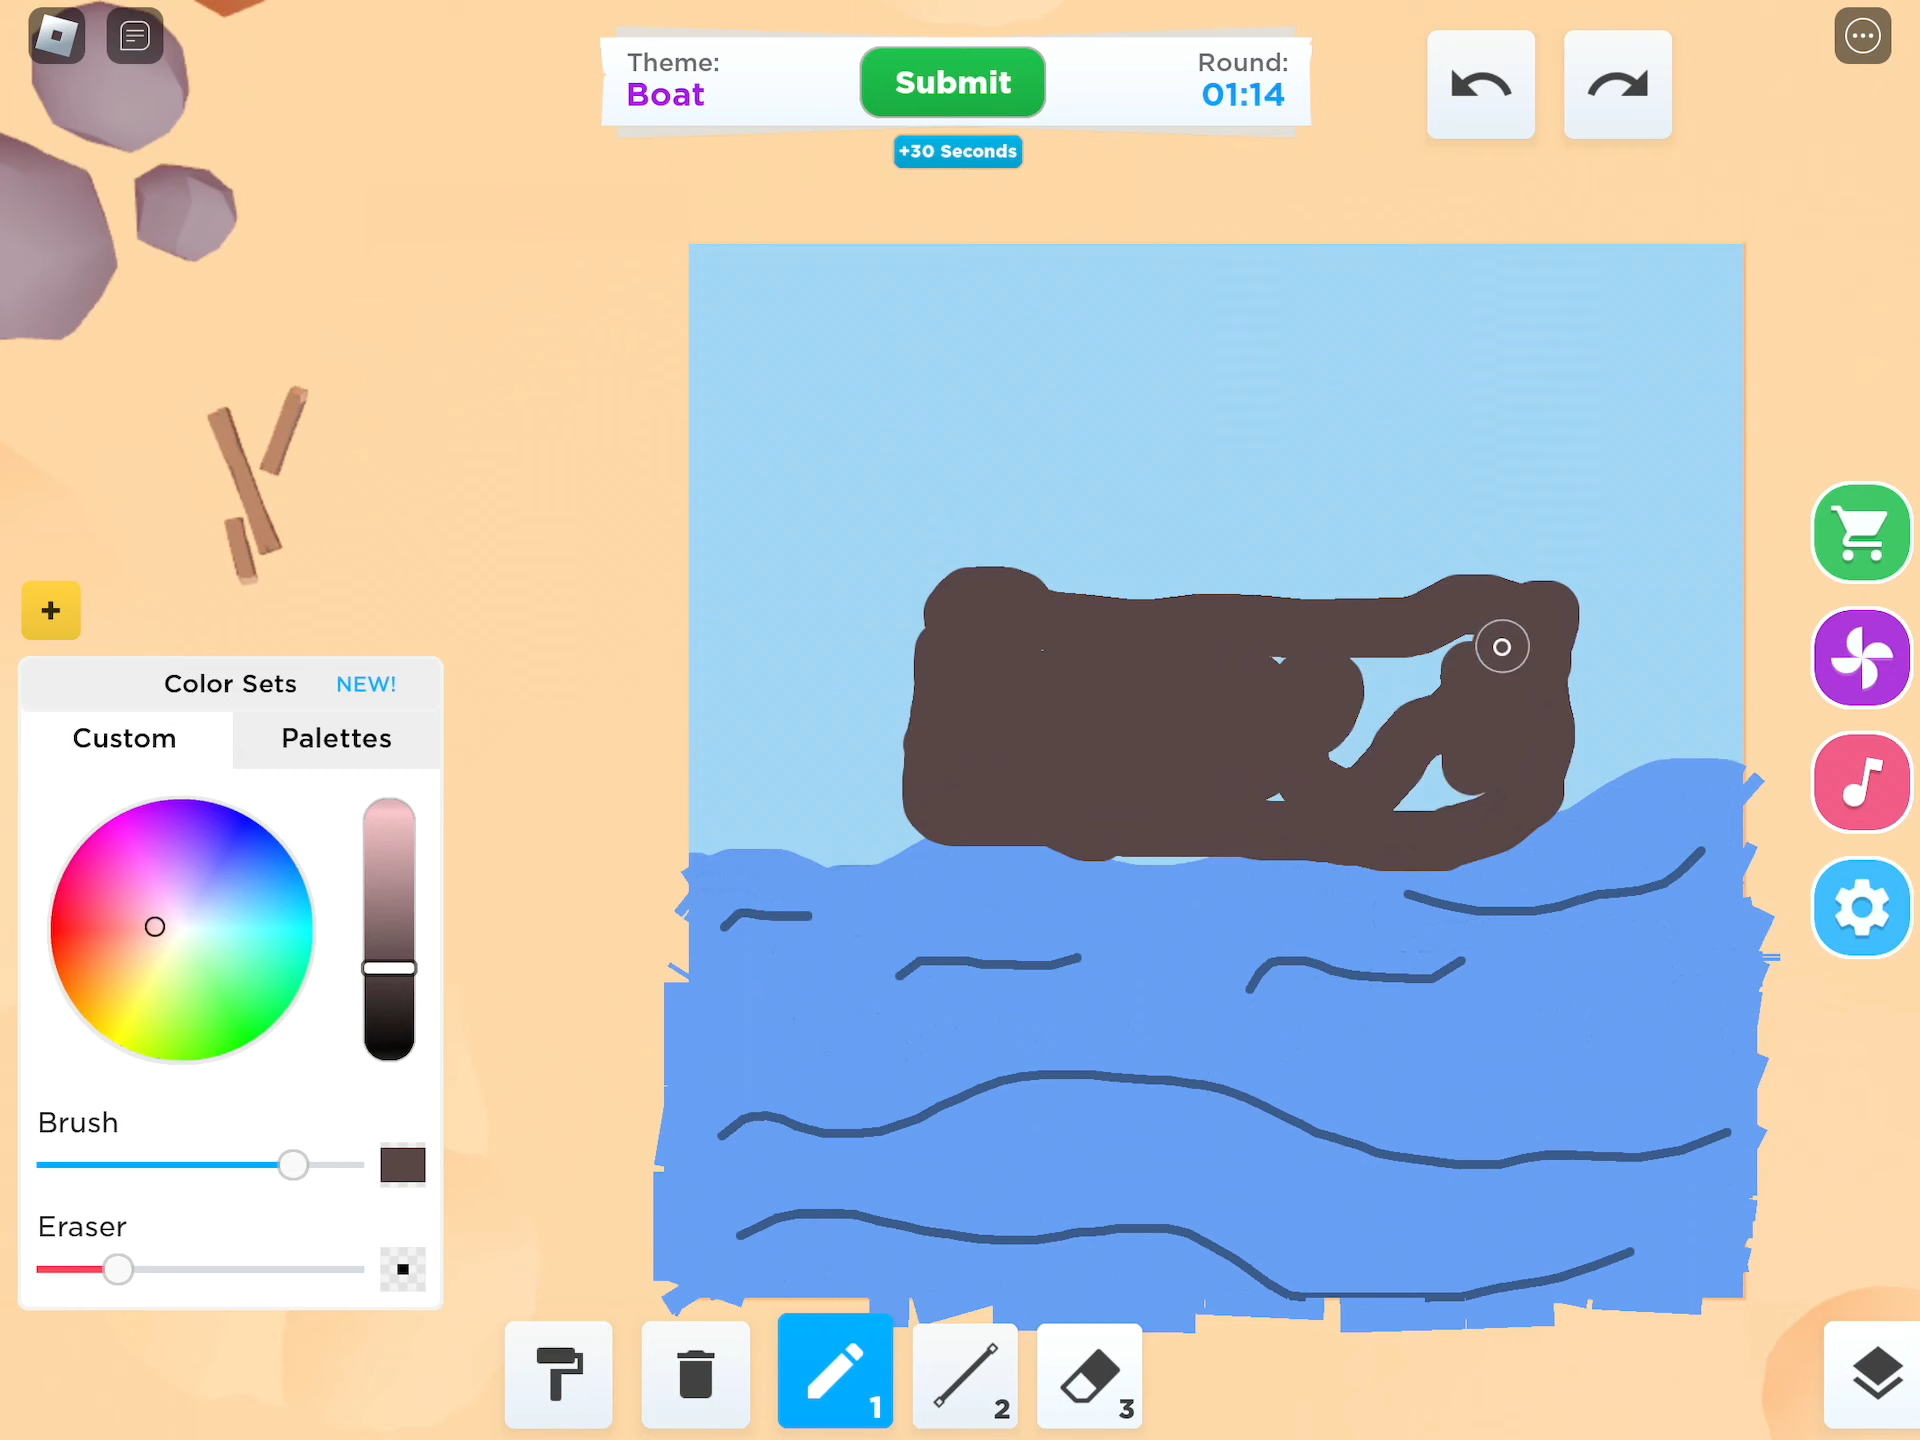 Theme:
Boat
Submit
Round:
01:14
+30 Seconds
+
Color Sets NEW!
Custom
Palettes
Brush
Eraser
1
2
3